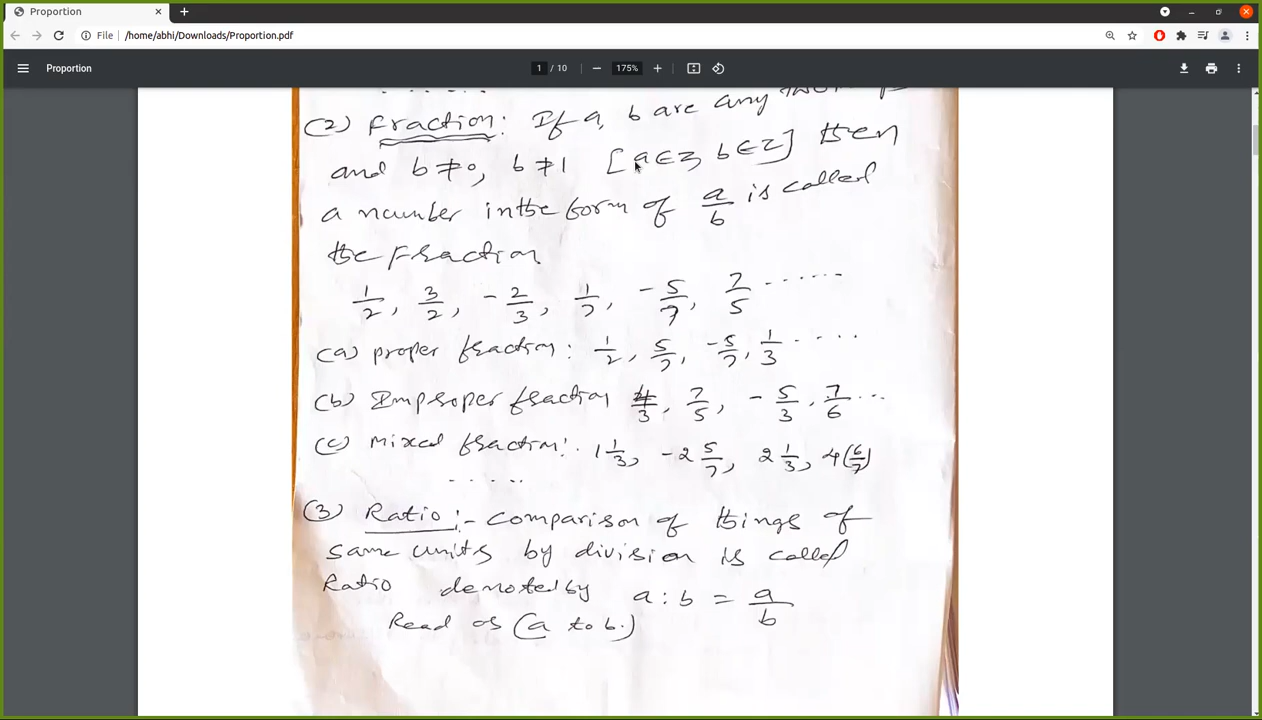 Proportion
File /home/abhi/Downloads/Proportion.pdf
Proportion 1 / 10 175%
(2) Fraction: If a, b are any two
and b ≠ 0, b ≠ 1 [a ∈ Z, b ∈ Z] then
a number in the form of a/b is called
the Fraction
1/2, 3/2, -2/3, 1/7, -5/7, 7/5 ......
(a) proper fraction: 1/2, 5/7, -5/7, 1/3 ....
(b) Improper fraction 4/3, 7/5, -5/3, 7/6 ...
(c) mixed fraction: 1 1/3, -2 5/7, 2 1/3, 4(6/7)
.....
(3) Ratio:- Comparison of things of
same units by division is called
Ratio denoted by a : b = a/b
Read as (a to b.)